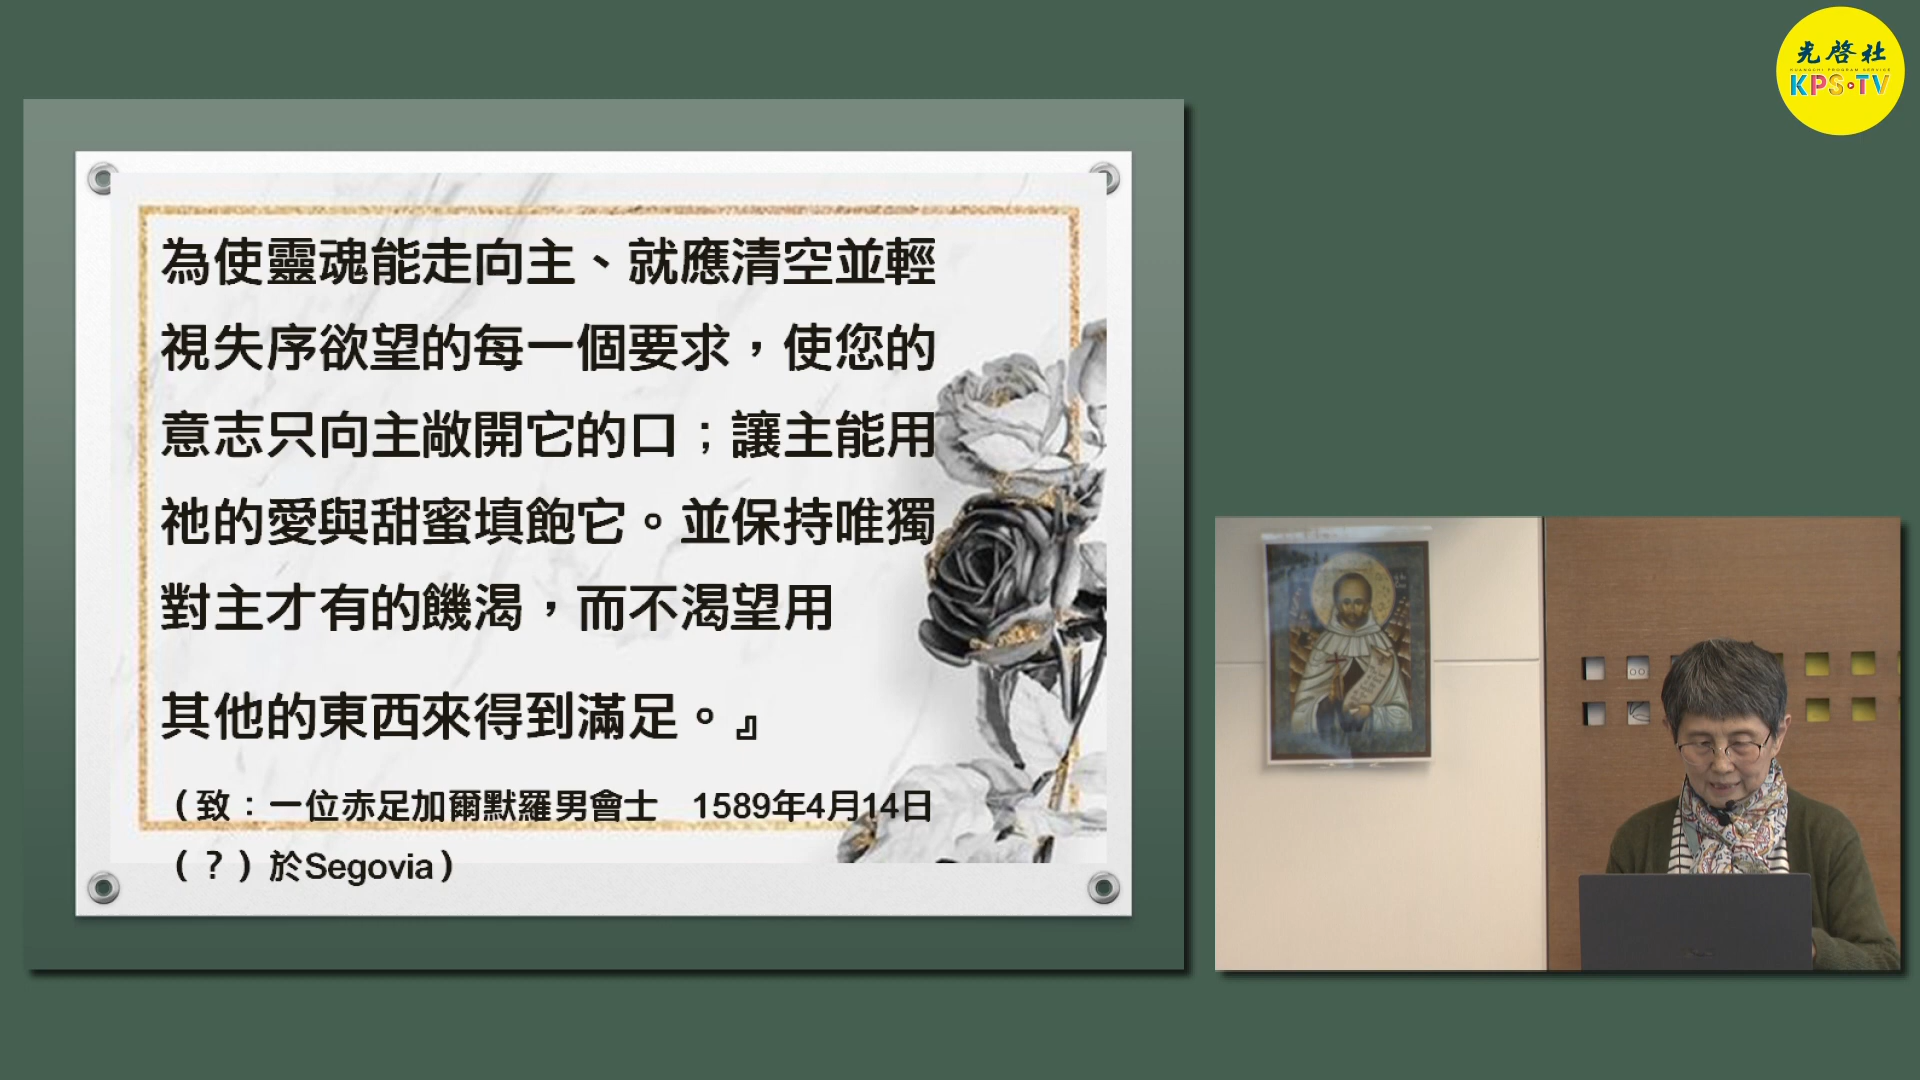 為使靈魂能走向主、就應清空並輕
視失序欲望的每一個要求，使您的
意志只向主敞開它的口；讓主能用
祂的愛與甜蜜填飽它。並保持唯獨
對主才有的饑渴，而不渴望用
其他的東西來得到滿足。』
（致：一位赤足加爾默羅男會士　1589年4月14日
（？）於Segovia）
光啓社
KUANGCHI PROGRAM SERVICE
KPS TV